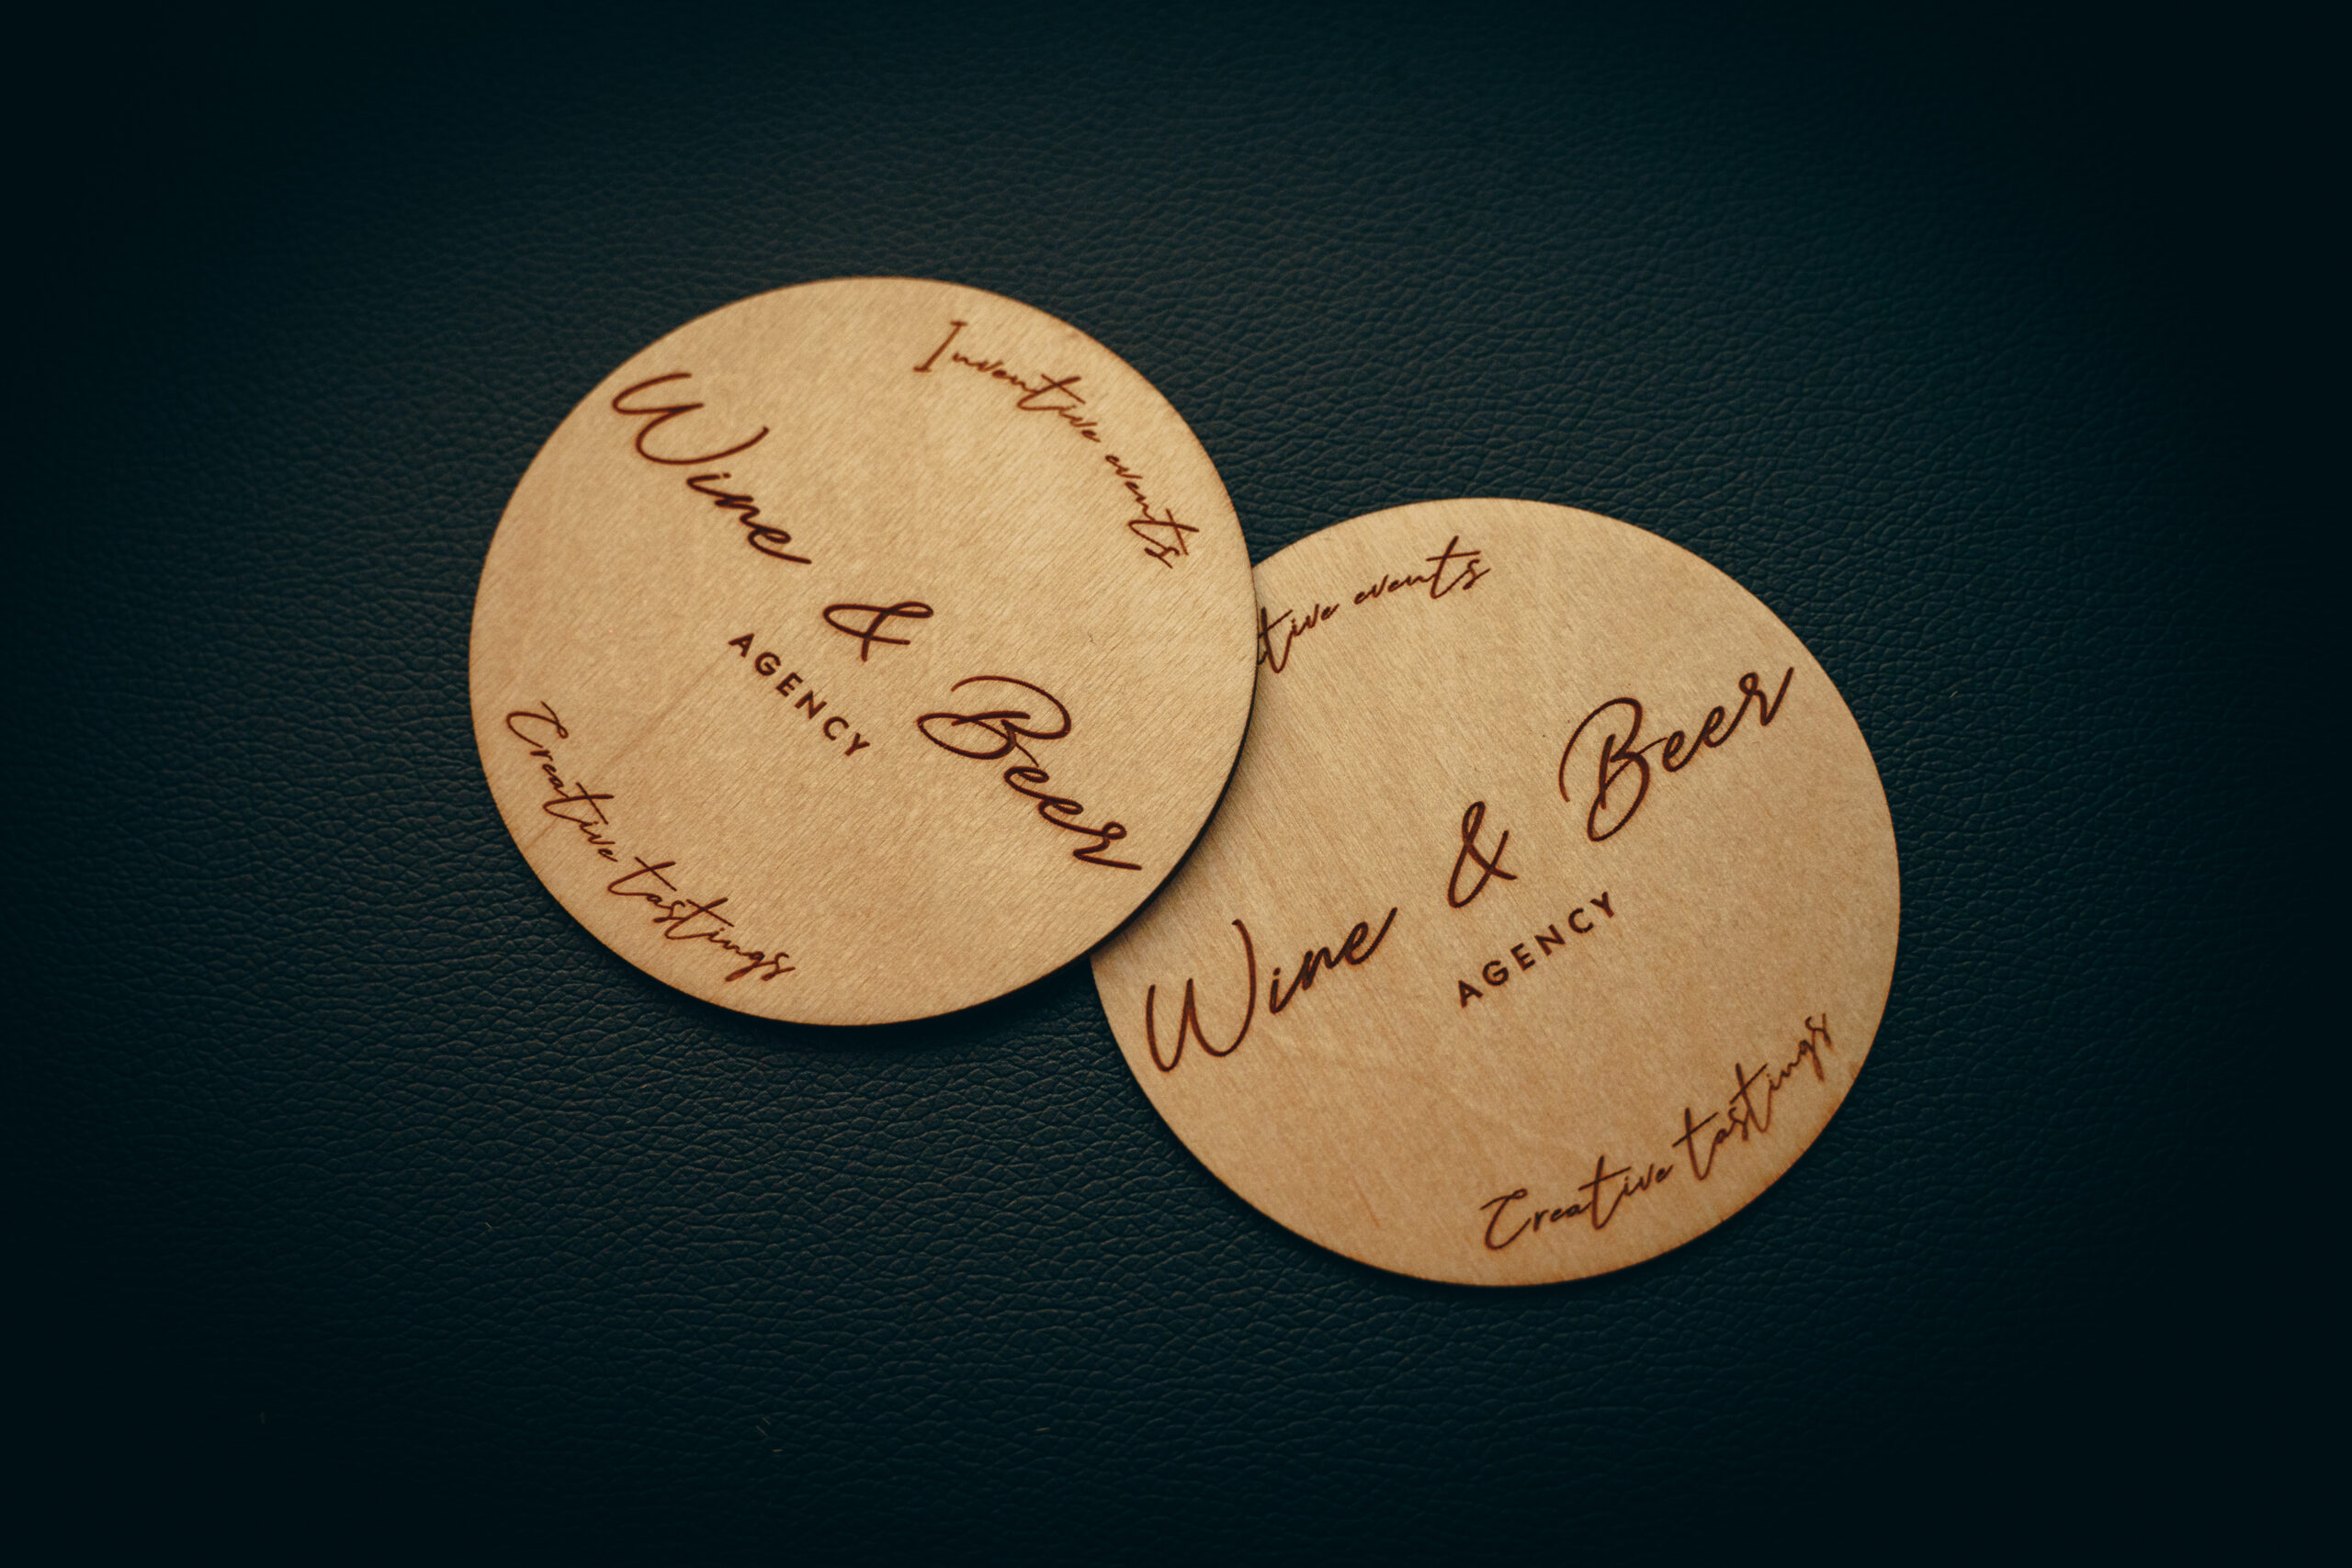 Inventive events
Wine & Beer
AGENCY
Creative tastings
tive events
Wine & Beer
AGENCY
Creative tastings